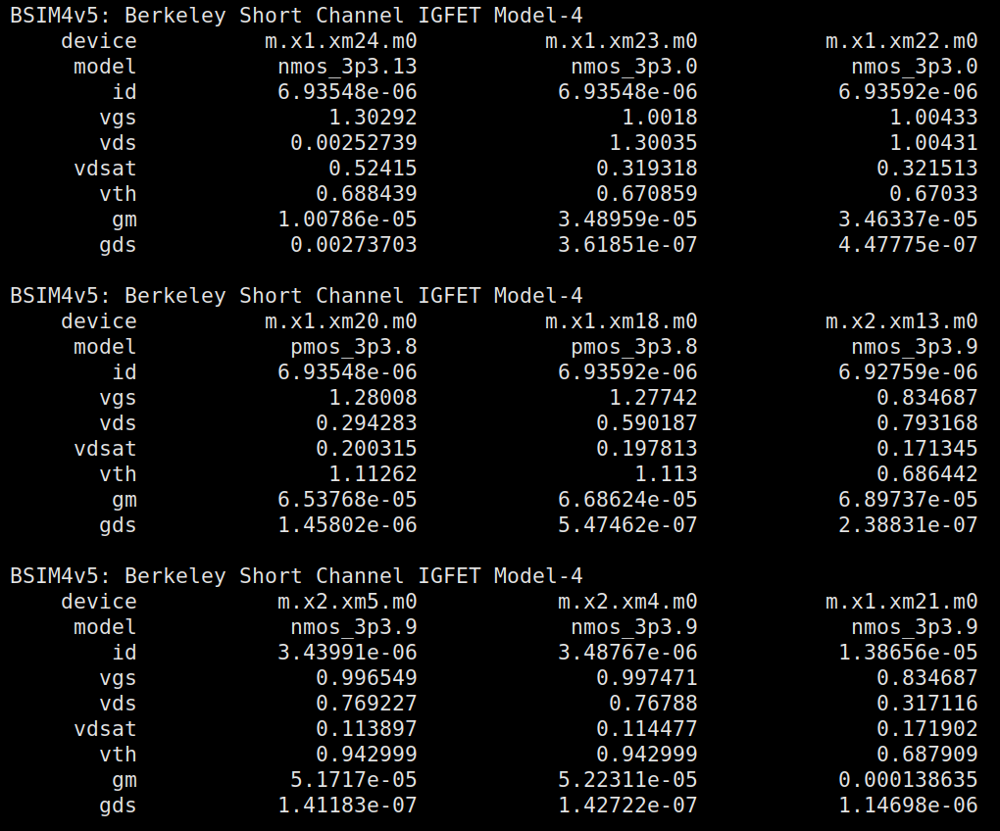 BSIM4v5: Berkeley Short Channel IGFET Model-4
device m.x1.xm24.m0 m.x1.xm23.m0 m.x1.xm22.m0
model nmos_3p3.13 nmos_3p3.0 nmos_3p3.0
id 6.93548e-06 6.93548e-06 6.93592e-06
vgs 1.30292 1.0018 1.00433
vds 0.00252739 1.30035 1.00431
vdsat 0.52415 0.319318 0.321513
vth 0.688439 0.670859 0.67033
gm 1.00786e-05 3.48959e-05 3.46337e-05
gds 0.00273703 3.61851e-07 4.47775e-07
BSIM4v5: Berkeley Short Channel IGFET Model-4
device m.x1.xm20.m0 m.x1.xm18.m0 m.x2.xm13.m0
model pmos_3p3.8 pmos_3p3.8 nmos_3p3.9
id 6.93548e-06 6.93592e-06 6.92759e-06
vgs 1.28008 1.27742 0.834687
vds 0.294283 0.590187 0.793168
vdsat 0.200315 0.197813 0.171345
vth 1.11262 1.113 0.686442
gm 6.53768e-05 6.68624e-05 6.89737e-05
gds 1.45802e-06 5.47462e-07 2.38831e-07
BSIM4v5: Berkeley Short Channel IGFET Model-4
device m.x2.xm5.m0 m.x2.xm4.m0 m.x1.xm21.m0
model nmos_3p3.9 nmos_3p3.9 nmos_3p3.9
id 3.43991e-06 3.48767e-06 1.38656e-05
vgs 0.996549 0.997471 0.834687
vds 0.769227 0.76788 0.317116
vdsat 0.113897 0.114477 0.171902
vth 0.942999 0.942999 0.687909
gm 5.1717e-05 5.22311e-05 0.000138635
gds 1.41183e-07 1.42722e-07 1.14698e-06